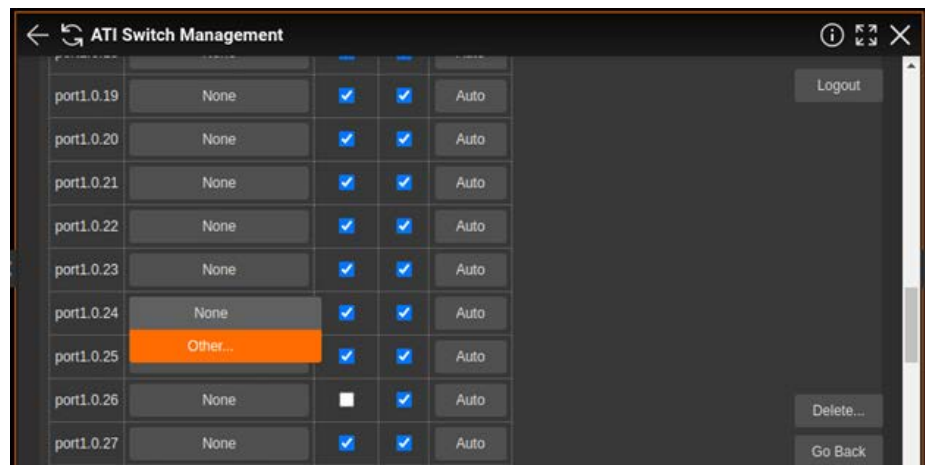 ATI Switch Management
Logout
port1.0.19 None Auto
port1.0.20 None Auto
port1.0.21 None Auto
port1.0.22 None Auto
port1.0.23 None Auto
port1.0.24 None Auto
Other...
port1.0.25 Auto
port1.0.26 None Auto
Delete...
port1.0.27 None Auto
Go Back